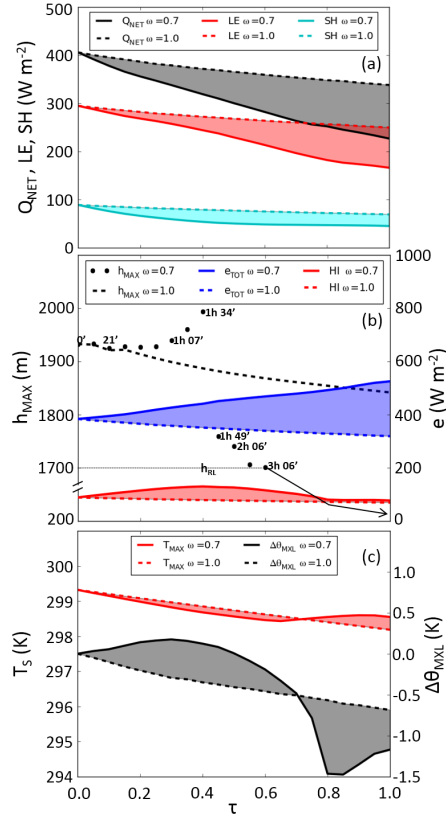 Q_NET ω = 0.7 LE ω = 0.7 SH ω = 0.7
Q_NET ω = 1.0 LE ω = 1.0 SH ω = 1.0
(a)
500
400
300
200
100
0
Q_NET , LE, SH (W m⁻²)
h_MAX ω = 0.7 e_TOT ω = 0.7 HI ω = 0.7
h_MAX ω = 1.0 e_TOT ω = 1.0 HI ω = 1.0
(b)
2000
1900
1800
1700
200
h_MAX (m)
1000
800
600
400
200
0
e (W m⁻²)
0′
21′
1h 07′
1h 34′
1h 49′
2h 06′
3h 06′
h_RL
T_MAX ω = 0.7 Δθ_MXL ω = 0.7
T_MAX ω = 1.0 Δθ_MXL ω = 1.0
(c)
300
299
298
297
296
295
294
T_S (K)
1.0
0.5
0.0
-0.5
-1.0
-1.5
Δθ_MXL (K)
0.0 0.2 0.4 0.6 0.8 1.0
τ